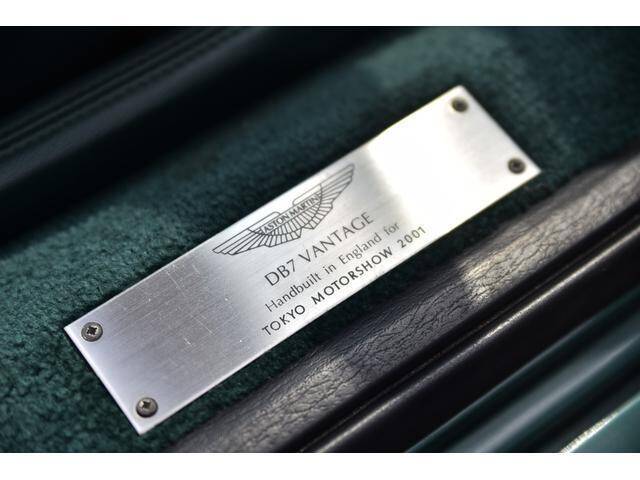 ASTON MARTIN
DB7 VANTAGE
Handbuilt in England for
TOKYO MOTORSHOW 2001